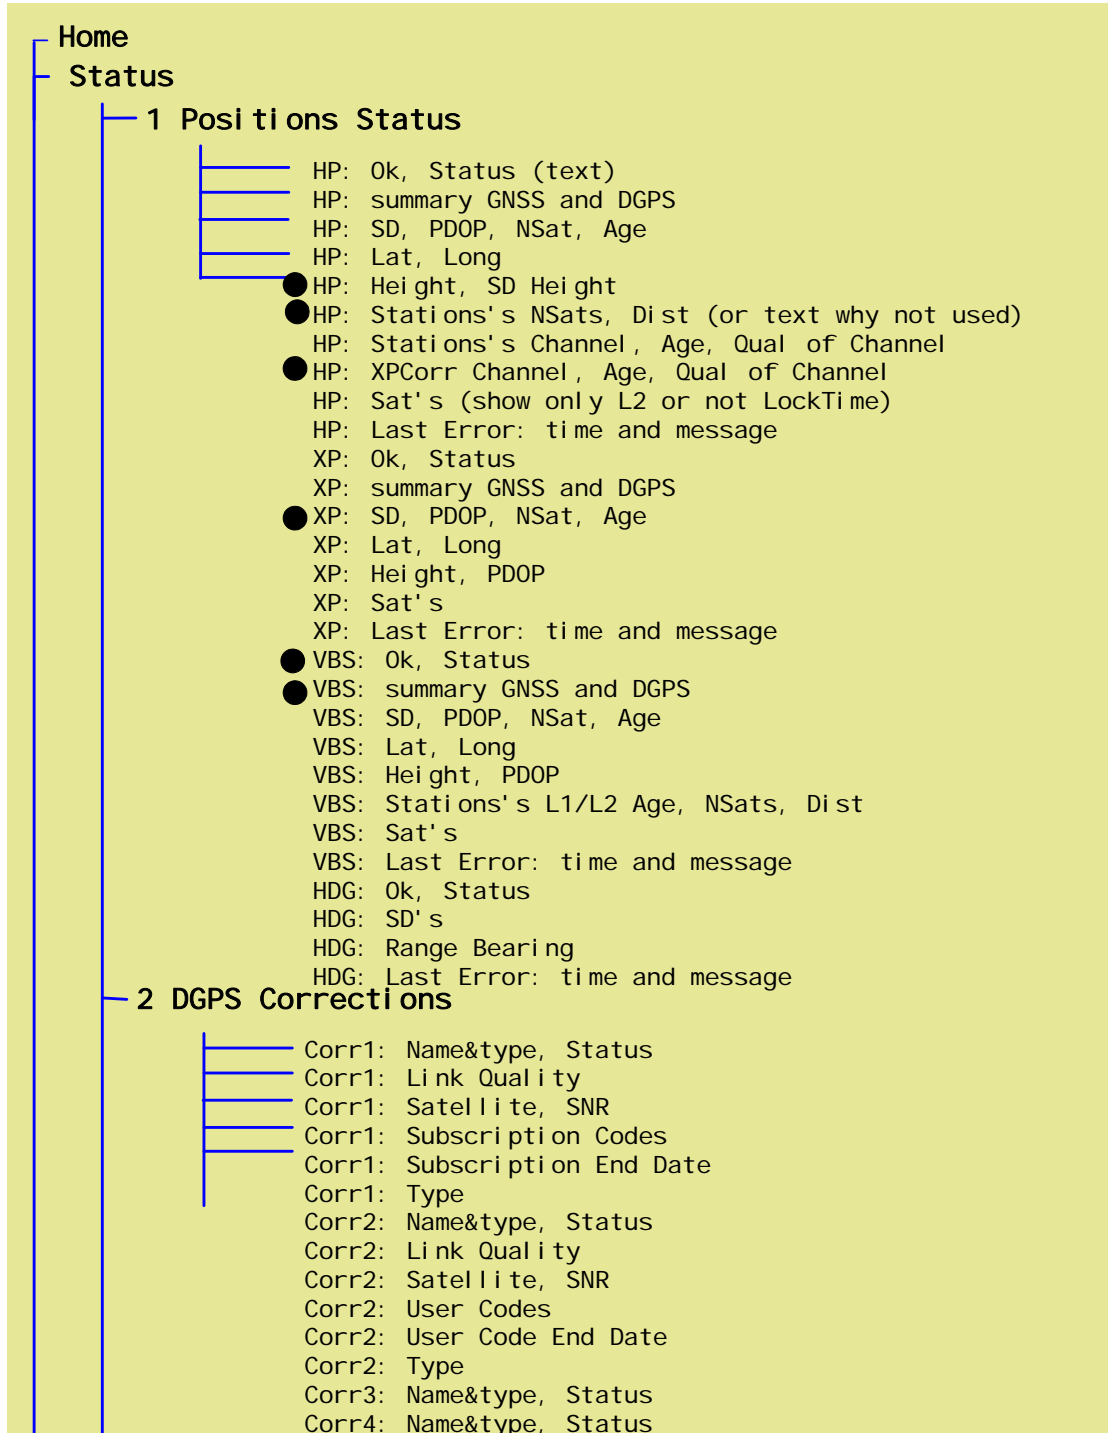 Home
Status
1 Positions Status
HP: Ok, Status (text)
HP: summary GNSS and DGPS
HP: SD, PDOP, NSat, Age
HP: Lat, Long
HP: Height, SD Height
HP: Stations's NSats, Dist (or text why not used)
HP: Stations's Channel, Age, Qual of Channel
HP: XPCorr Channel, Age, Qual of Channel
HP: Sat's (show only L2 or not LockTime)
HP: Last Error: time and message
XP: Ok, Status
XP: summary GNSS and DGPS
XP: SD, PDOP, NSat, Age
XP: Lat, Long
XP: Height, PDOP
XP: Sat's
XP: Last Error: time and message
VBS: Ok, Status
VBS: summary GNSS and DGPS
VBS: SD, PDOP, NSat, Age
VBS: Lat, Long
VBS: Height, PDOP
VBS: Stations's L1/L2 Age, NSats, Dist
VBS: Sat's
VBS: Last Error: time and message
HDG: Ok, Status
HDG: SD's
HDG: Range Bearing
HDG: Last Error: time and message
2 DGPS Corrections
Corr1: Name&type, Status
Corr1: Link Quality
Corr1: Satellite, SNR
Corr1: Subscription Codes
Corr1: Subscription End Date
Corr1: Type
Corr2: Name&type, Status
Corr2: Link Quality
Corr2: Satellite, SNR
Corr2: User Codes
Corr2: User Code End Date
Corr2: Type
Corr3: Name&type, Status
Corr4: Name&type, Status